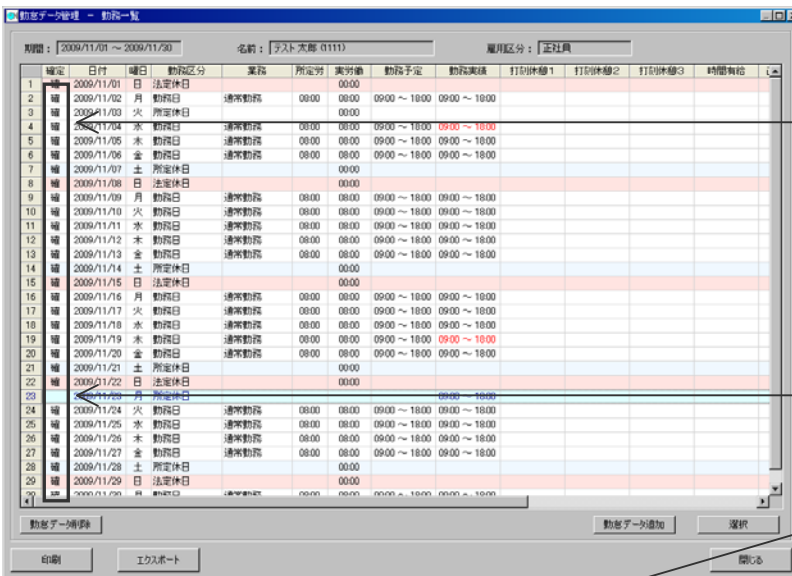 勤怠データ管理 － 勤務一覧
期間： 2009/11/01 ～ 2009/11/30 名前： テスト 太郎 (1111) 雇用区分： 正社員
確定 日付 曜日 勤務区分 業務 所定労 実労働 勤務予定 勤務実績 打刻休憩1 打刻休憩2 打刻休憩3 時間有給
1 確 2009/11/01 日 法定休日 00:00
2 確 2009/11/02 月 勤務日 通常勤務 08:00 08:00 09:00 ～ 18:00 09:00 ～ 18:00
3 確 2009/11/03 火 所定休日 00:00
4 確 2009/11/04 水 勤務日 通常勤務 08:00 08:00 09:00 ～ 18:00 09:00 ～ 18:00
5 確 2009/11/05 木 勤務日 通常勤務 08:00 08:00 09:00 ～ 18:00 09:00 ～ 18:00
6 確 2009/11/06 金 勤務日 通常勤務 08:00 08:00 09:00 ～ 18:00 09:00 ～ 18:00
7 確 2009/11/07 土 所定休日 00:00
8 確 2009/11/08 日 法定休日 00:00
9 確 2009/11/09 月 勤務日 通常勤務 08:00 08:00 09:00 ～ 18:00 09:00 ～ 18:00
10 確 2009/11/10 火 勤務日 通常勤務 08:00 08:00 09:00 ～ 18:00 09:00 ～ 18:00
11 確 2009/11/11 水 勤務日 通常勤務 08:00 08:00 09:00 ～ 18:00 09:00 ～ 18:00
12 確 2009/11/12 木 勤務日 通常勤務 08:00 08:00 09:00 ～ 18:00 09:00 ～ 18:00
13 確 2009/11/13 金 勤務日 通常勤務 08:00 08:00 09:00 ～ 18:00 09:00 ～ 18:00
14 確 2009/11/14 土 所定休日 00:00
15 確 2009/11/15 日 法定休日 00:00
16 確 2009/11/16 月 勤務日 通常勤務 08:00 08:00 09:00 ～ 18:00 09:00 ～ 18:00
17 確 2009/11/17 火 勤務日 通常勤務 08:00 08:00 09:00 ～ 18:00 09:00 ～ 18:00
18 確 2009/11/18 水 勤務日 通常勤務 08:00 08:00 09:00 ～ 18:00 09:00 ～ 18:00
19 確 2009/11/19 木 勤務日 通常勤務 08:00 08:00 09:00 ～ 18:00 09:00 ～ 18:00
20 確 2009/11/20 金 勤務日 通常勤務 08:00 08:00 09:00 ～ 18:00 09:00 ～ 18:00
21 確 2009/11/21 土 所定休日 00:00
22 確 2009/11/22 日 法定休日 00:00
23 2009/11/23 月 所定休日 09:00 ～ 18:00
24 確 2009/11/24 火 勤務日 通常勤務 08:00 08:00 09:00 ～ 18:00 09:00 ～ 18:00
25 確 2009/11/25 水 勤務日 通常勤務 08:00 08:00 09:00 ～ 18:00 09:00 ～ 18:00
26 確 2009/11/26 木 勤務日 通常勤務 08:00 08:00 09:00 ～ 18:00 09:00 ～ 18:00
27 確 2009/11/27 金 勤務日 通常勤務 08:00 08:00 09:00 ～ 18:00 09:00 ～ 18:00
28 確 2009/11/28 土 所定休日 00:00
29 確 2009/11/29 日 法定休日 00:00
30 確 2009/11/30 月 勤務日 通常勤務 08:00 08:00 09:00 ～ 18:00 09:00 ～ 18:00
勤怠データ削除 勤怠データ追加 選択
印刷 エクスポート 閉じる